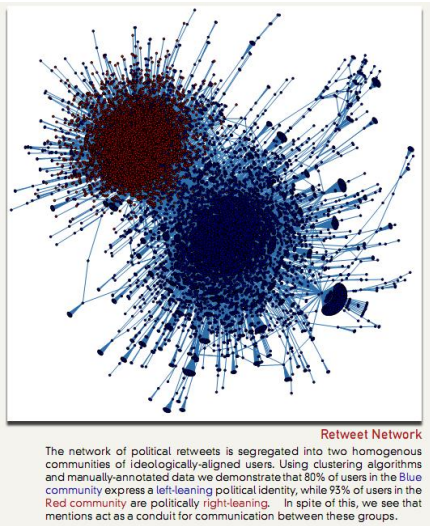 Retweet Network
The network of political retweets is segregated into two homogenous
communities of ideologically-aligned users. Using clustering algorithms
and manually-annotated data we demonstrate that 80% of users in the Blue
community express a left-leaning political identity, while 93% of users in the
Red community are politically right-leaning. In spite of this, we see that
mentions act as a conduit for communication between these groups.